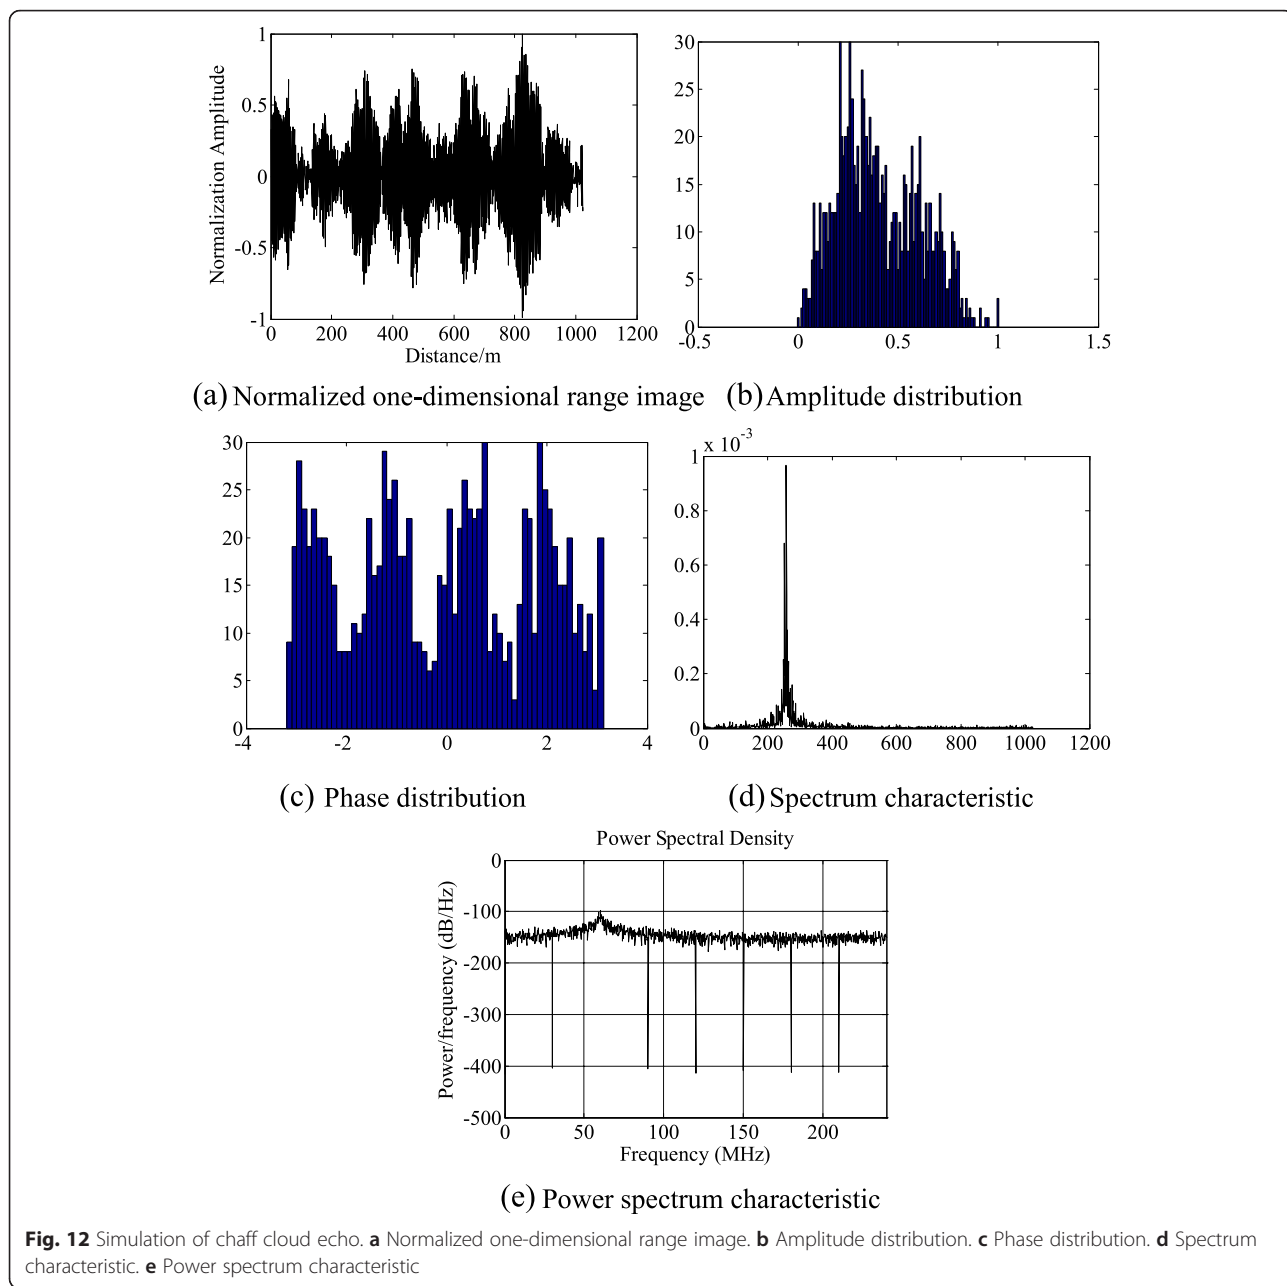 1
0.5
0
-0.5
-1
Normalization Amplitude
0 200 400 600 800 1000 1200
Distance/m
30
25
20
15
10
5
0
-0.5 0 0.5 1 1.5
(a) Normalized one-dimensional range image
(b) Amplitude distribution
30
25
20
15
10
5
0
-4 -2 0 2 4
x 10^-3
1
0.8
0.6
0.4
0.2
0
0 200 400 600 800 1000 1200
(c) Phase distribution
(d) Spectrum characteristic
Power Spectral Density
0
-100
-200
-300
-400
-500
Power/frequency (dB/Hz)
0 50 100 150 200
Frequency (MHz)
(e) Power spectrum characteristic
Fig. 12 Simulation of chaff cloud echo. a Normalized one-dimensional range image. b Amplitude distribution. c Phase distribution. d Spectrum
characteristic. e Power spectrum characteristic